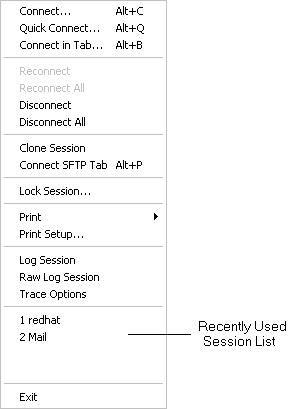 Connect... Alt+C
Quick Connect... Alt+Q
Connect in Tab... Alt+B
Reconnect
Reconnect All
Disconnect
Disconnect All
Clone Session
Connect SFTP Tab Alt+P
Lock Session...
Print
Print Setup...
Log Session
Raw Log Session
Trace Options
1 redhat
2 Mail
Recently Used
Session List
Exit